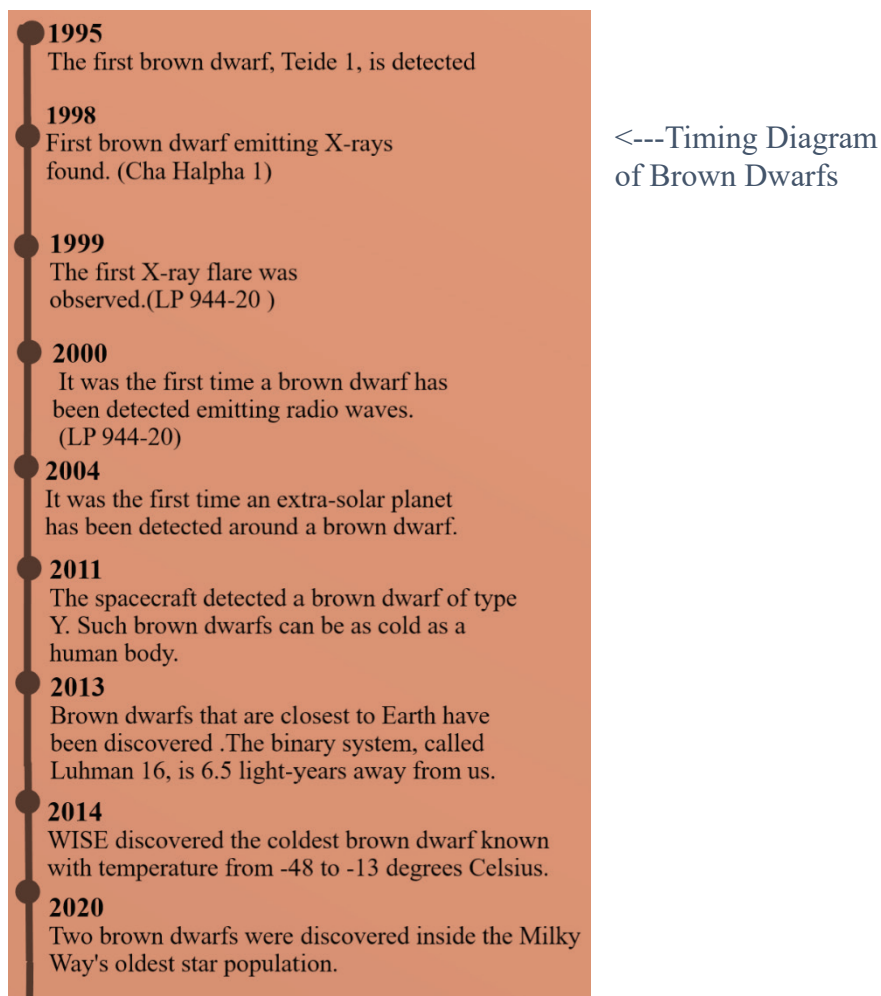 1995
The first brown dwarf, Teide 1, is detected
1998
First brown dwarf emitting X-rays
found. (Cha Halpha 1)
1999
The first X-ray flare was
observed.(LP 944-20 )
2000
It was the first time a brown dwarf has
been detected emitting radio waves.
(LP 944-20)
2004
It was the first time an extra-solar planet
has been detected around a brown dwarf.
2011
The spacecraft detected a brown dwarf of type
Y. Such brown dwarfs can be as cold as a
human body.
2013
Brown dwarfs that are closest to Earth have
been discovered .The binary system, called
Luhman 16, is 6.5 light-years away from us.
2014
WISE discovered the coldest brown dwarf known
with temperature from -48 to -13 degrees Celsius.
2020
Two brown dwarfs were discovered inside the Milky
Way's oldest star population.
<---Timing Diagram
of Brown Dwarfs